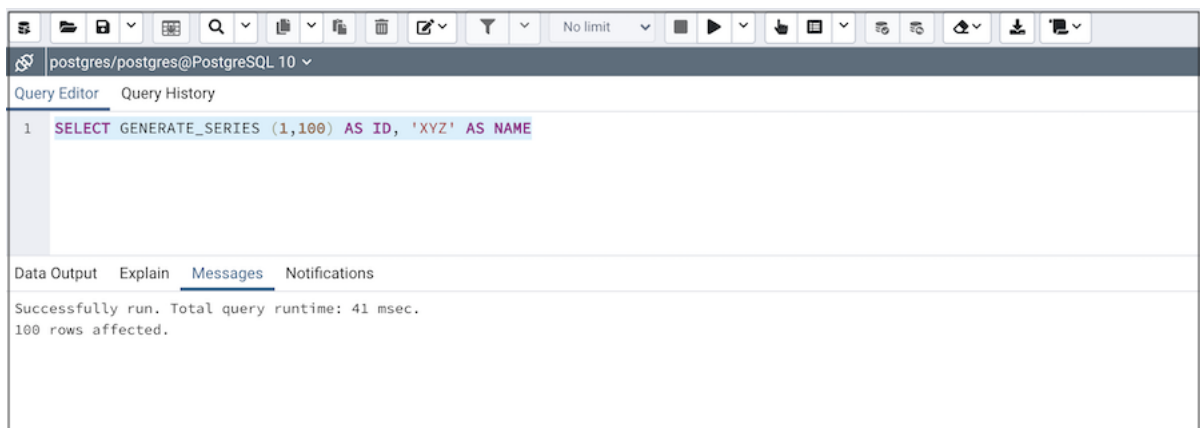 No limit
postgres/postgres@PostgreSQL 10
Query Editor Query History
1 SELECT GENERATE_SERIES (1,100) AS ID, 'XYZ' AS NAME
Data Output Explain Messages Notifications
Successfully run. Total query runtime: 41 msec.
100 rows affected.